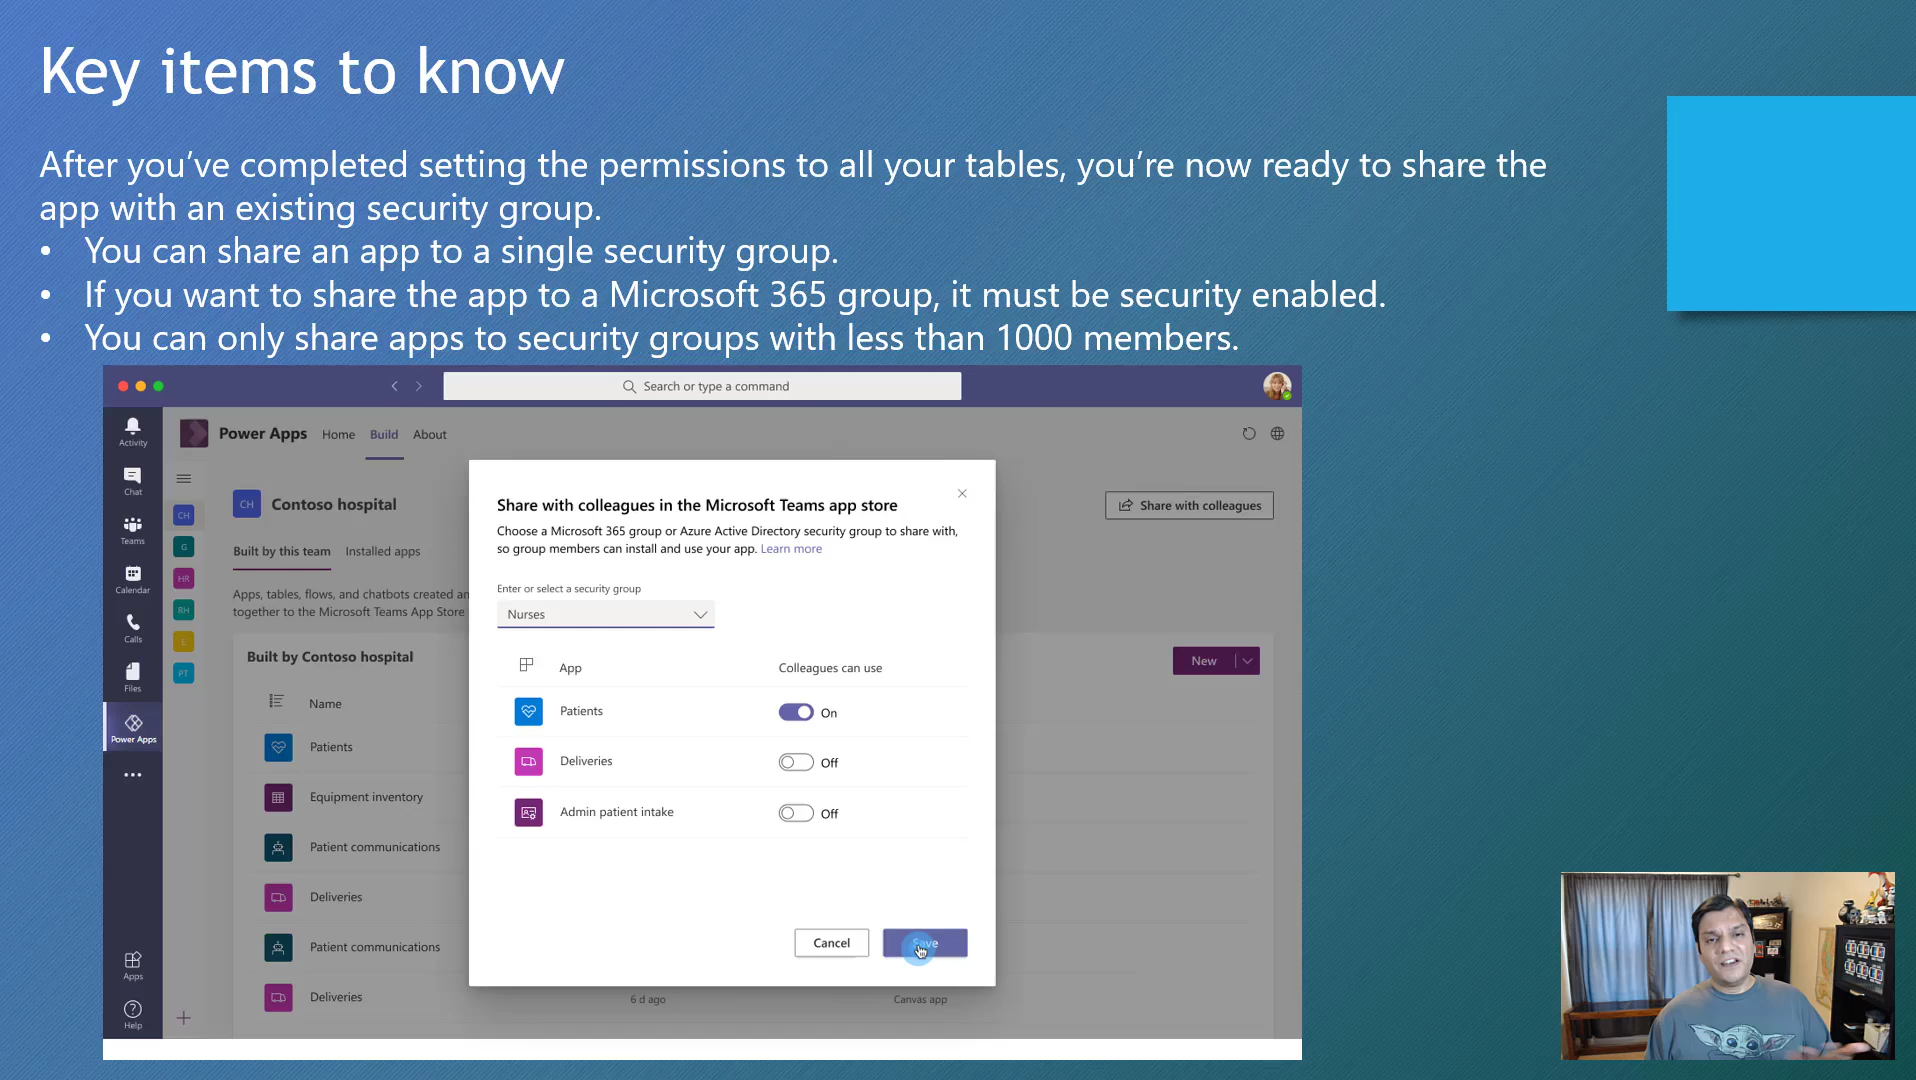 Key items to know
After you’ve completed setting the permissions to all your tables, you’re now ready to share the
app with an existing security group.
• You can share an app to a single security group.
• If you want to share the app to a Microsoft 365 group, it must be security enabled.
• You can only share apps to security groups with less than 1000 members.
Search or type a command
Activity
Chat
Teams
Calendar
Calls
Files
Power Apps
Apps
Help
Power Apps Home Build About
CH
G
HR
RH
E
PT
CH Contoso hospital
Share with colleagues
Built by this team Installed apps
Apps, tables, flows, and chatbots created an
together to the Microsoft Teams App Store
Built by Contoso hospital
New
Name
Patients
Equipment inventory
Patient communications
Deliveries
Patient communications
Deliveries
6 d ago
Canvas app
Share with colleagues in the Microsoft Teams app store
Choose a Microsoft 365 group or Azure Active Directory security group to share with,
so group members can install and use your app. Learn more
Enter or select a security group
Nurses
App Colleagues can use
Patients On
Deliveries Off
Admin patient intake Off
Cancel Save